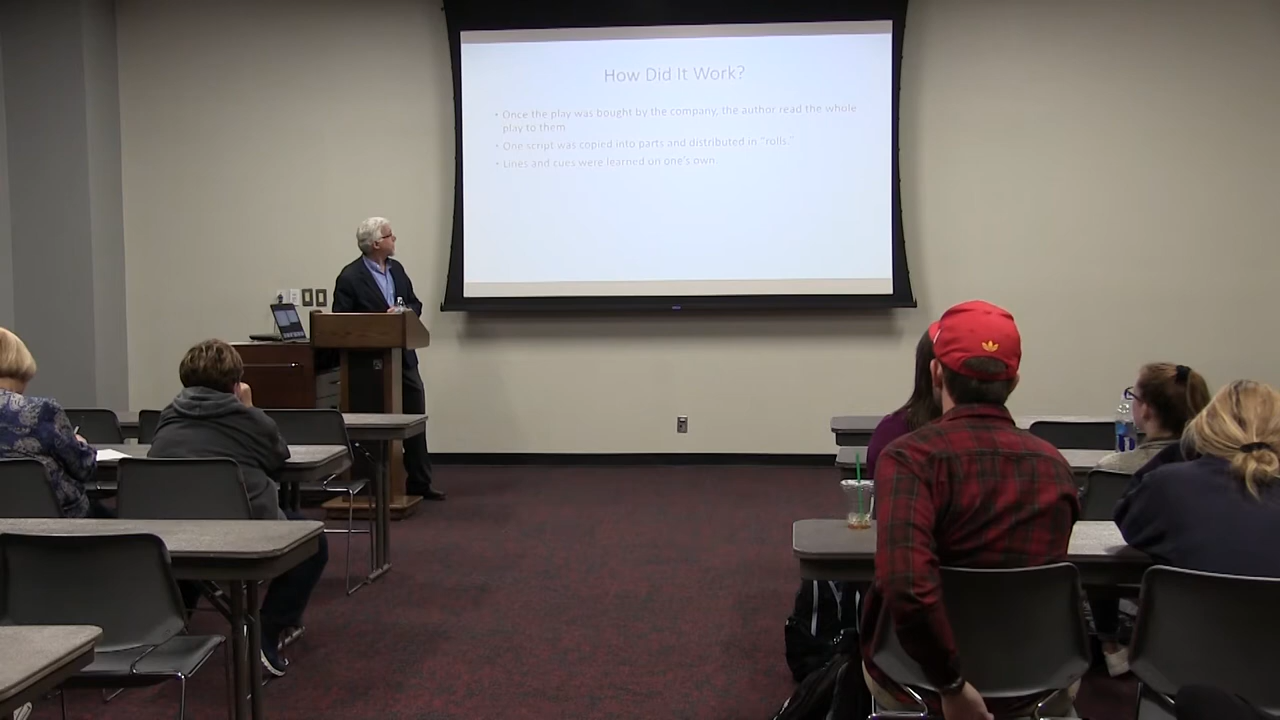 How Did It Work?
• Once the play was bought by the company, the author read the whole
play to them
• One script was copied into parts and distributed in "rolls."
• Lines and cues were learned on one's own